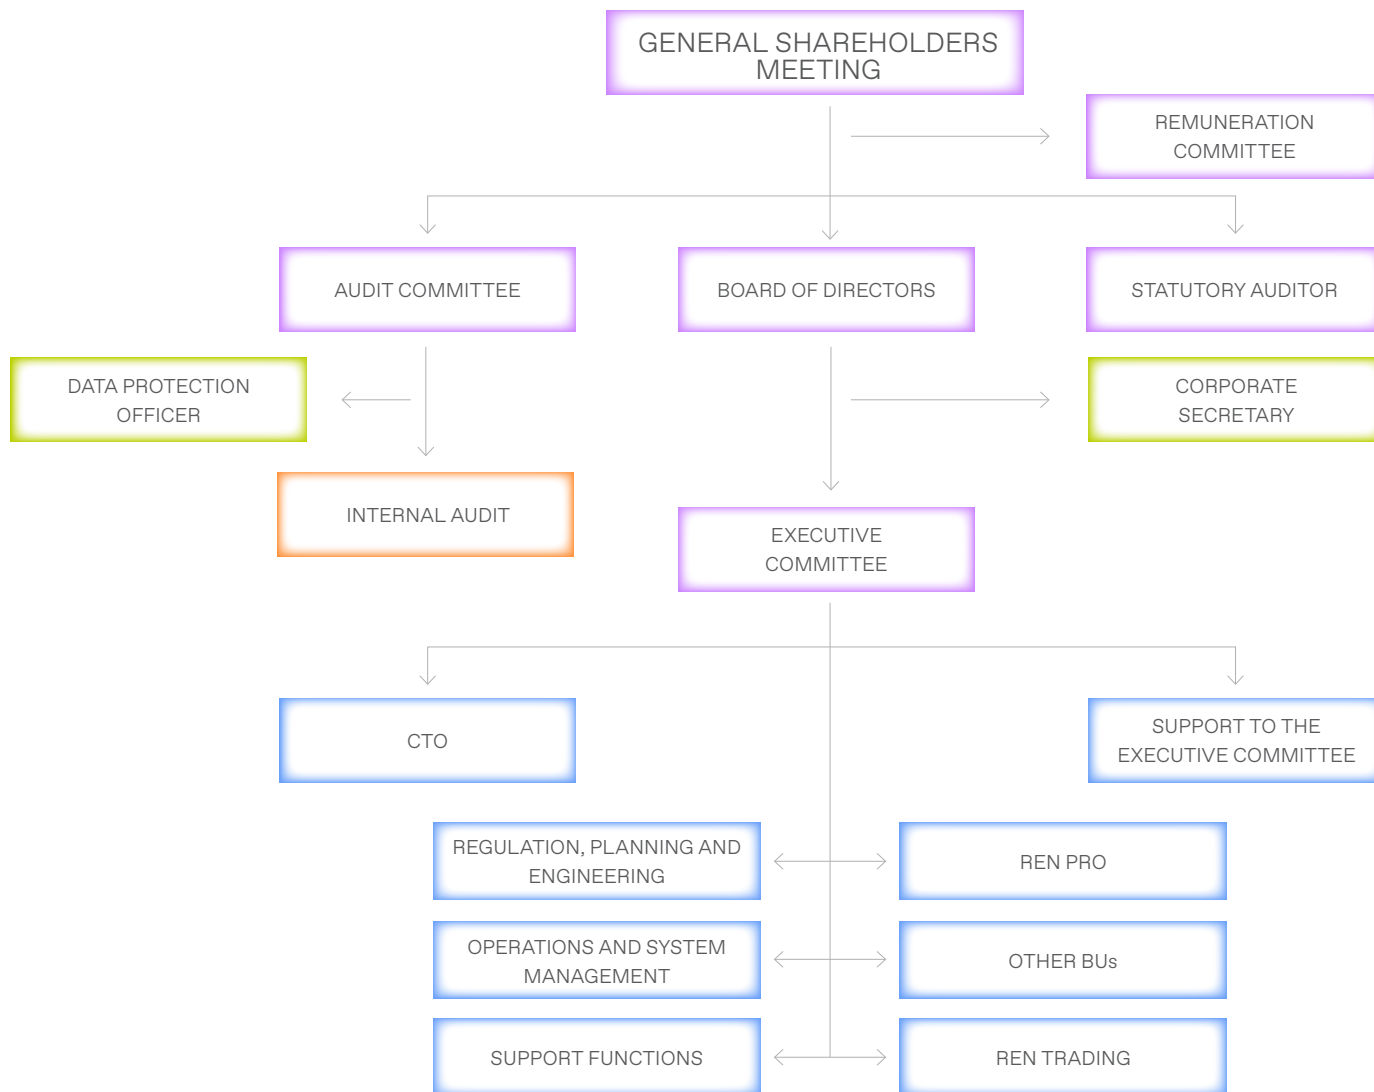 GENERAL SHAREHOLDERS
MEETING
REMUNERATION
COMMITTEE
AUDIT COMMITTEE
BOARD OF DIRECTORS
STATUTORY AUDITOR
DATA PROTECTION
OFFICER
CORPORATE
SECRETARY
INTERNAL AUDIT
EXECUTIVE
COMMITTEE
CTO
SUPPORT TO THE
EXECUTIVE COMMITTEE
REGULATION, PLANNING AND
ENGINEERING
REN PRO
OPERATIONS AND SYSTEM
MANAGEMENT
OTHER BUs
SUPPORT FUNCTIONS
REN TRADING